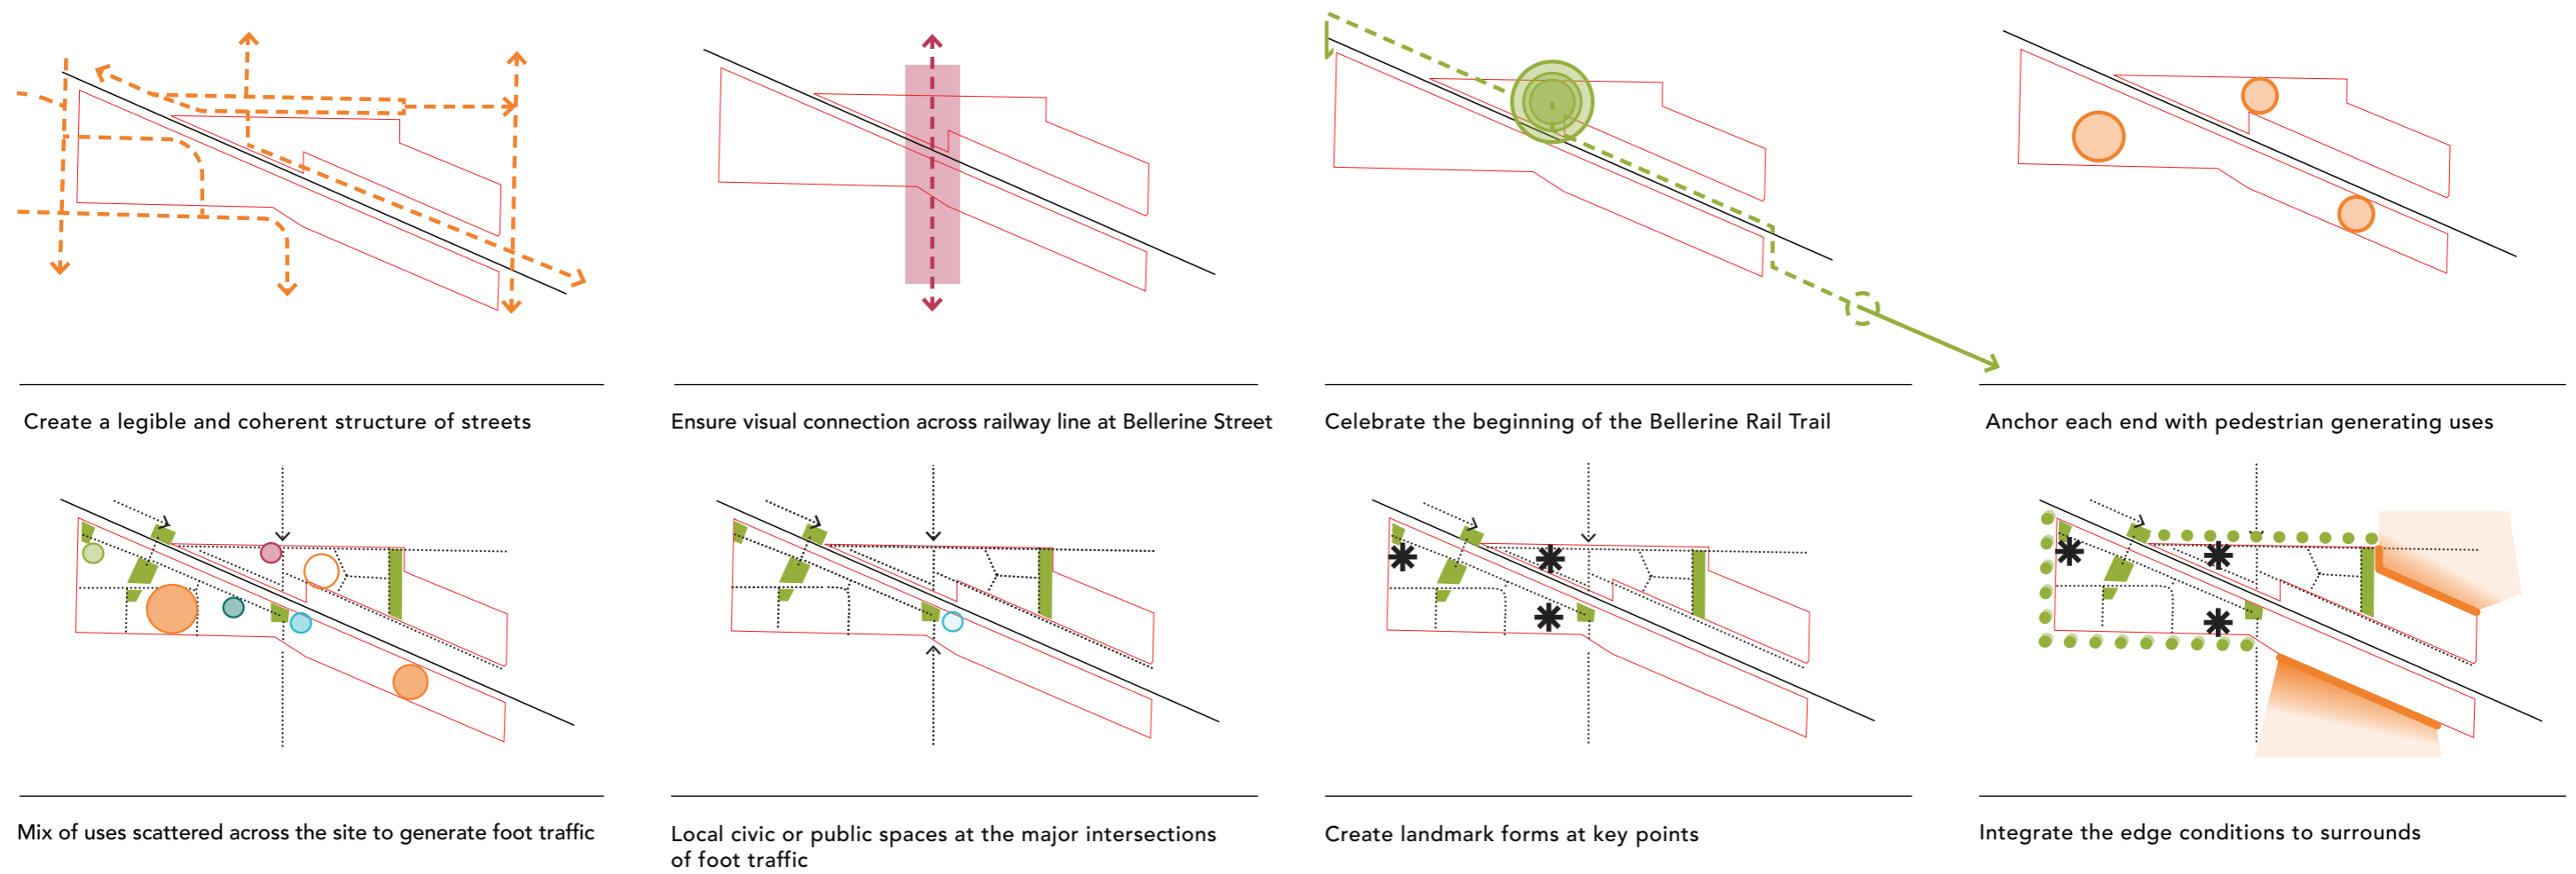 Create a legible and coherent structure of streets
Ensure visual connection across railway line at Bellerine Street
Celebrate the beginning of the Bellerine Rail Trail
Anchor each end with pedestrian generating uses
Mix of uses scattered across the site to generate foot traffic
Local civic or public spaces at the major intersections
of foot traffic
Create landmark forms at key points
Integrate the edge conditions to surrounds